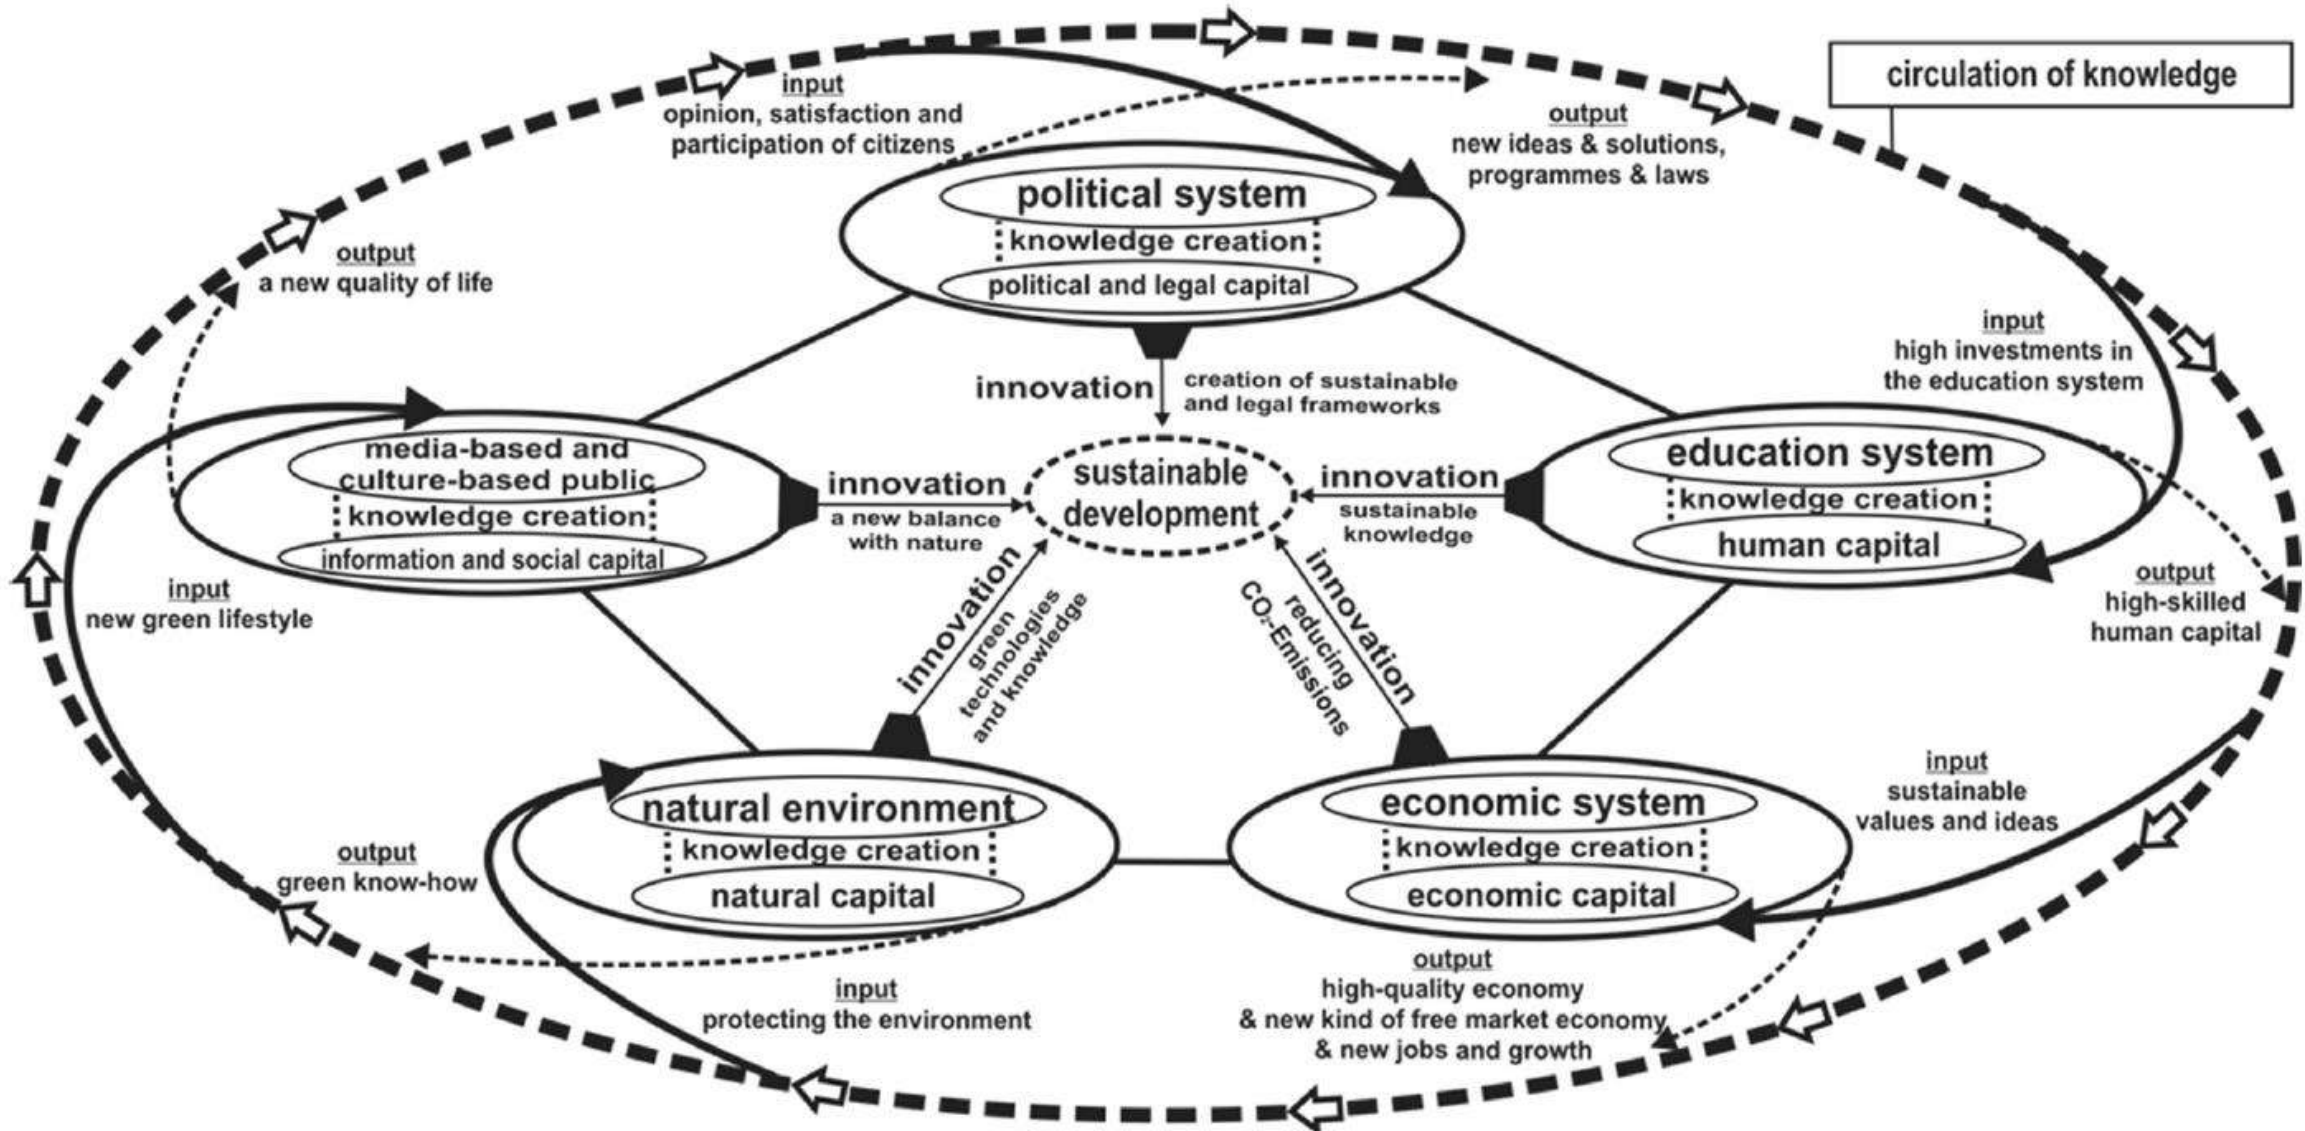 circulation of knowledge
input
opinion, satisfaction and
participation of citizens
output
new ideas & solutions,
programmes & laws
political system
knowledge creation
political and legal capital
output
a new quality of life
input
high investments in
the education system
innovation
creation of sustainable
and legal frameworks
media-based and
culture-based public
knowledge creation
information and social capital
innovation
a new balance
with nature
sustainable
development
innovation
sustainable
knowledge
education system
knowledge creation
human capital
input
new green lifestyle
output
high-skilled
human capital
innovation
green
technologies
and knowledge
innovation
reducing
CO₂-Emissions
natural environment
knowledge creation
natural capital
economic system
knowledge creation
economic capital
input
sustainable
values and ideas
output
green know-how
input
protecting the environment
output
high-quality economy
& new kind of free market economy
& new jobs and growth